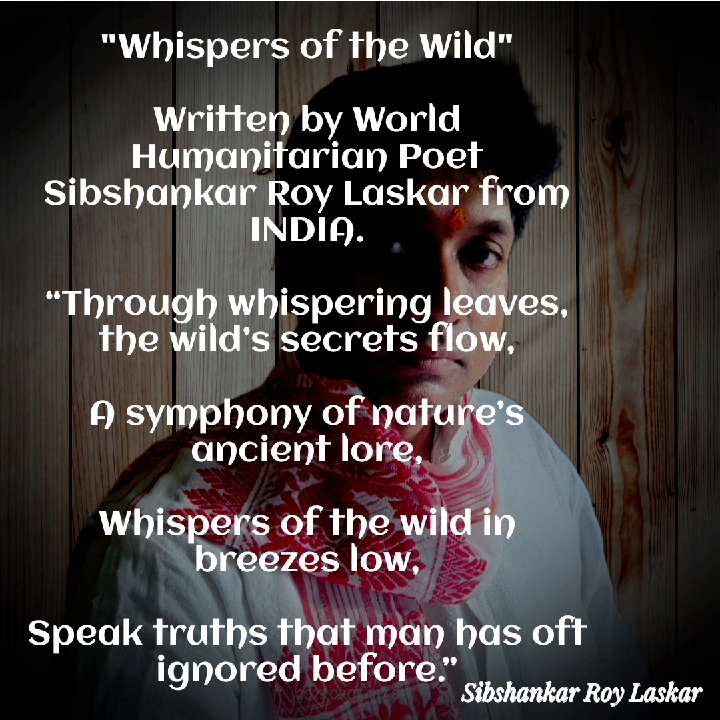 "Whispers of the Wild"
Written by World
Humanitarian Poet
Sibshankar Roy Laskar from
INDIA.
“Through whispering leaves,
the wild’s secrets flow,
A symphony of nature’s
ancient lore,
Whispers of the wild in
breezes low,
Speak truths that man has oft
ignored before.”
Sibshankar Roy Laskar